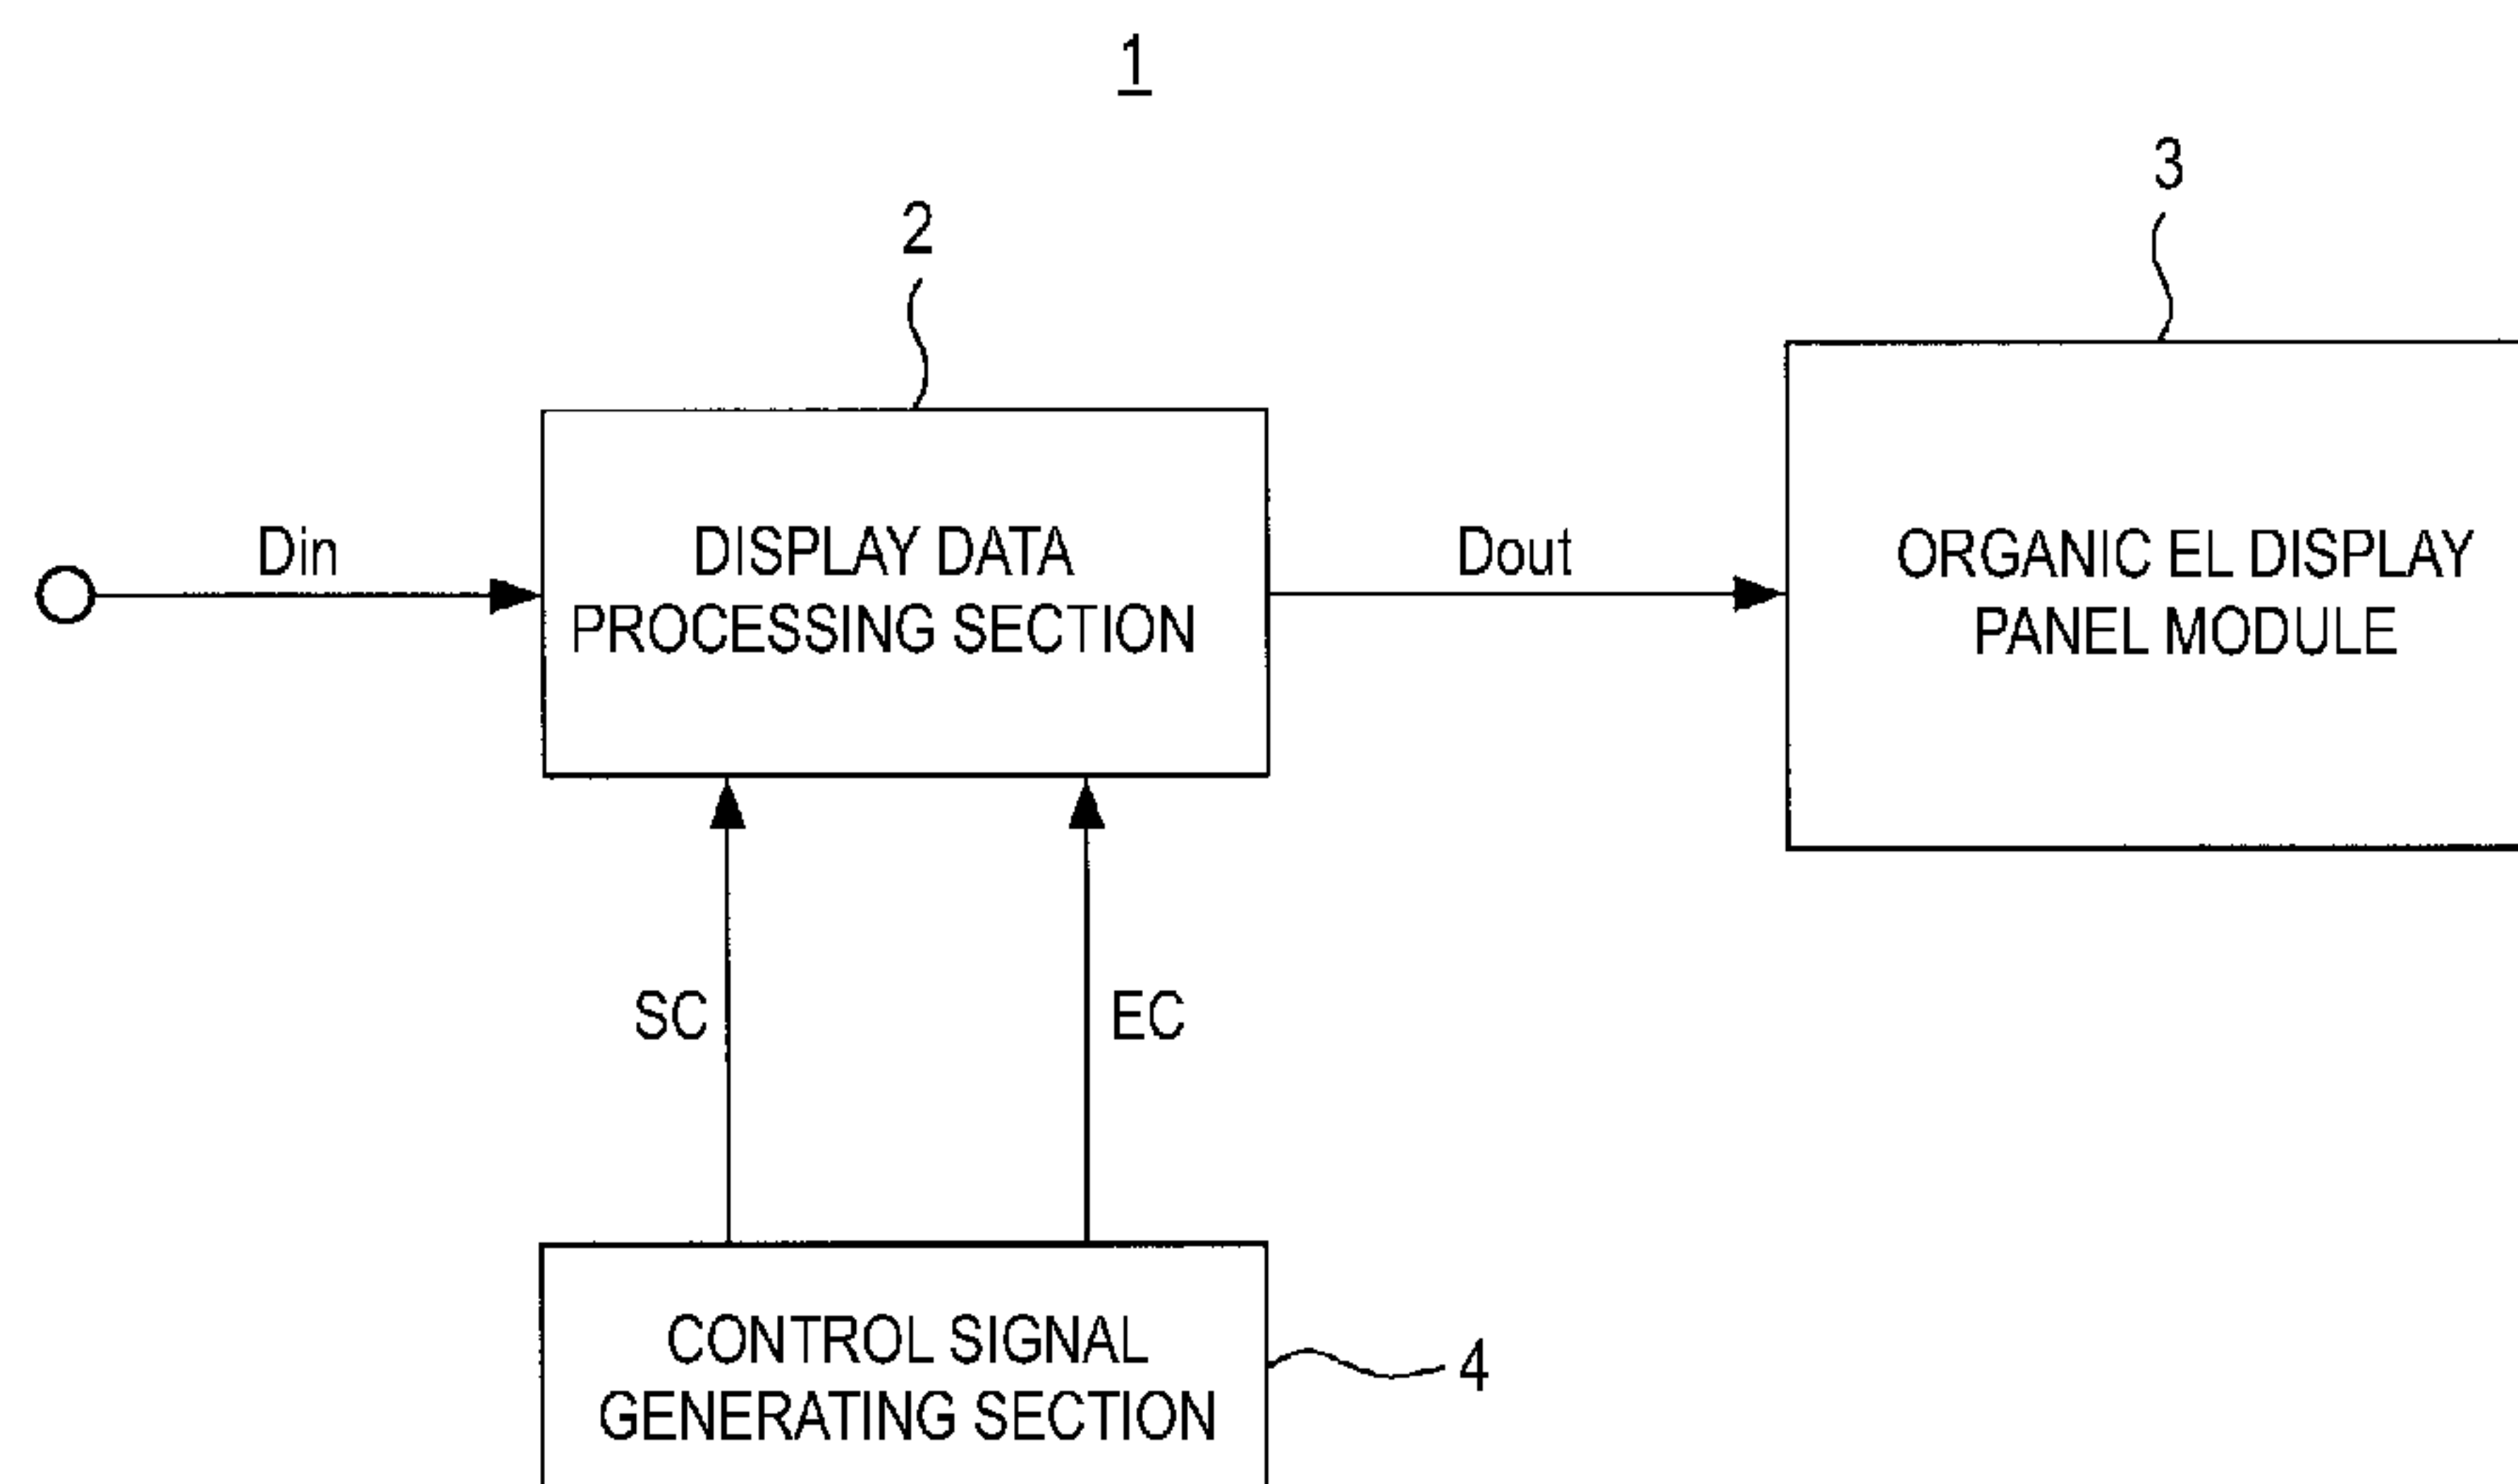 1
2
3
Din
DISPLAY DATA
PROCESSING SECTION
Dout
ORGANIC EL DISPLAY
PANEL MODULE
SC
EC
CONTROL SIGNAL
GENERATING SECTION
4